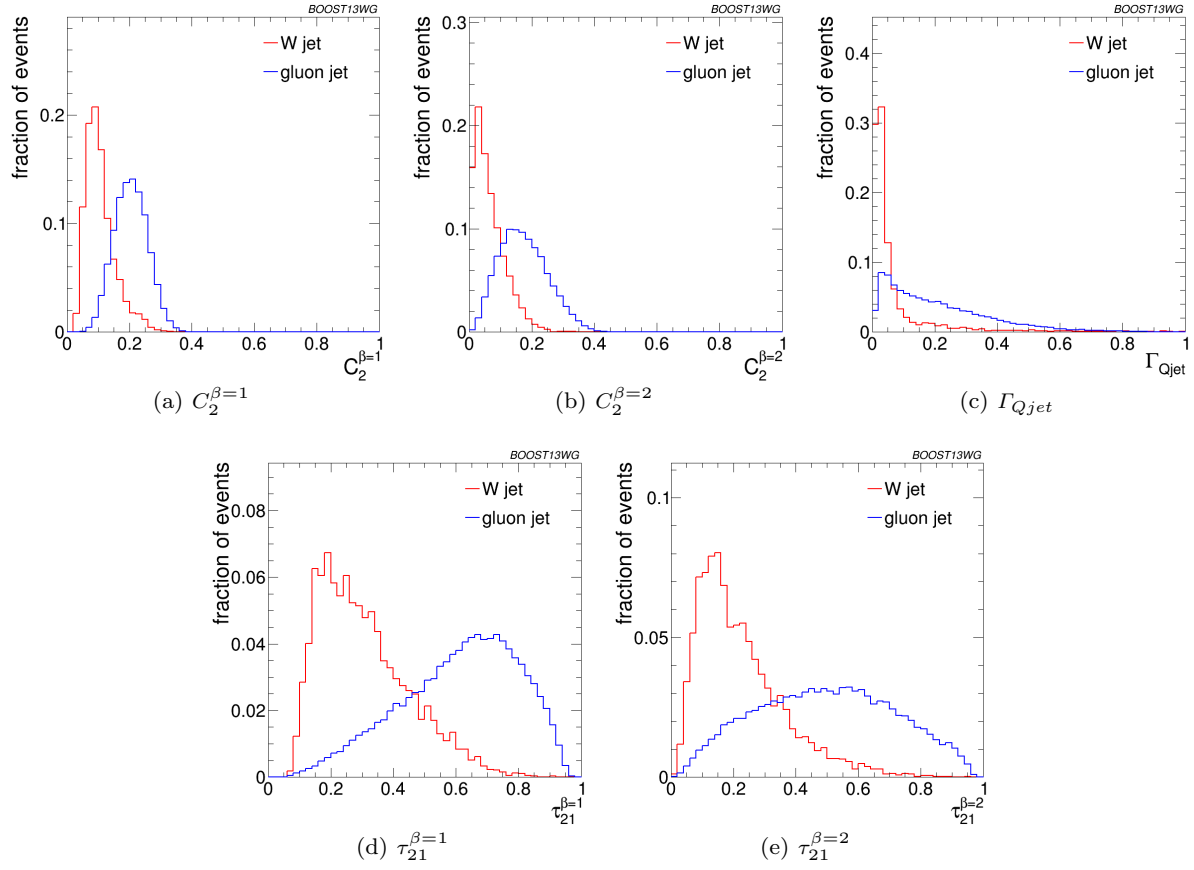 BOOST13WG
fraction of events
W jet
gluon jet
0.2
0.1
0
0 0.2 0.4 0.6 0.8 1
C₂^β=1
(a) C₂^β=1
BOOST13WG
fraction of events
W jet
gluon jet
0.3
0.2
0.1
0
0 0.2 0.4 0.6 0.8 1
C₂^β=2
(b) C₂^β=2
BOOST13WG
fraction of events
W jet
gluon jet
0.4
0.3
0.2
0.1
0
0 0.2 0.4 0.6 0.8 1
Γ_Qjet
(c) Γ_Qjet
BOOST13WG
fraction of events
W jet
gluon jet
0.08
0.06
0.04
0.02
0
0 0.2 0.4 0.6 0.8 1
τ₂₁^β=1
(d) τ₂₁^β=1
BOOST13WG
fraction of events
W jet
gluon jet
0.1
0.05
0
0 0.2 0.4 0.6 0.8 1
τ₂₁^β=2
(e) τ₂₁^β=2